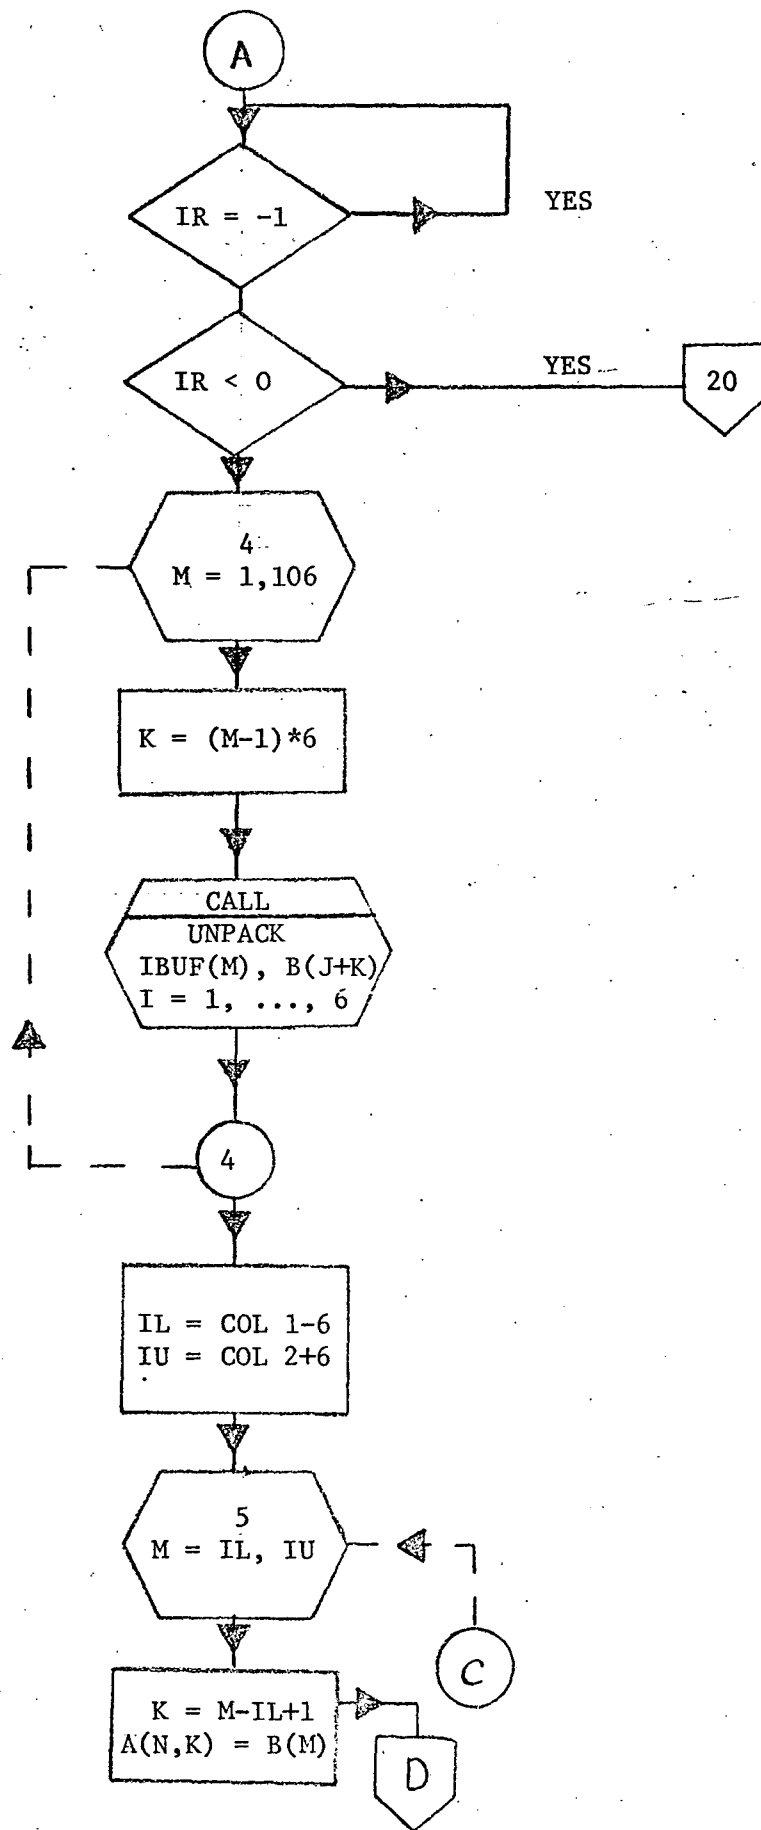 A
IR = -1
YES
IR < 0
YES
20
4
M = 1,106
K = (M-1)*6
CALL
UNPACK
IBUF(M), B(J+K)
I = 1, ..., 6
4
IL = COL 1-6
IU = COL 2+6
5
M = IL, IU
C
K = M-IL+1
A(N,K) = B(M)
D